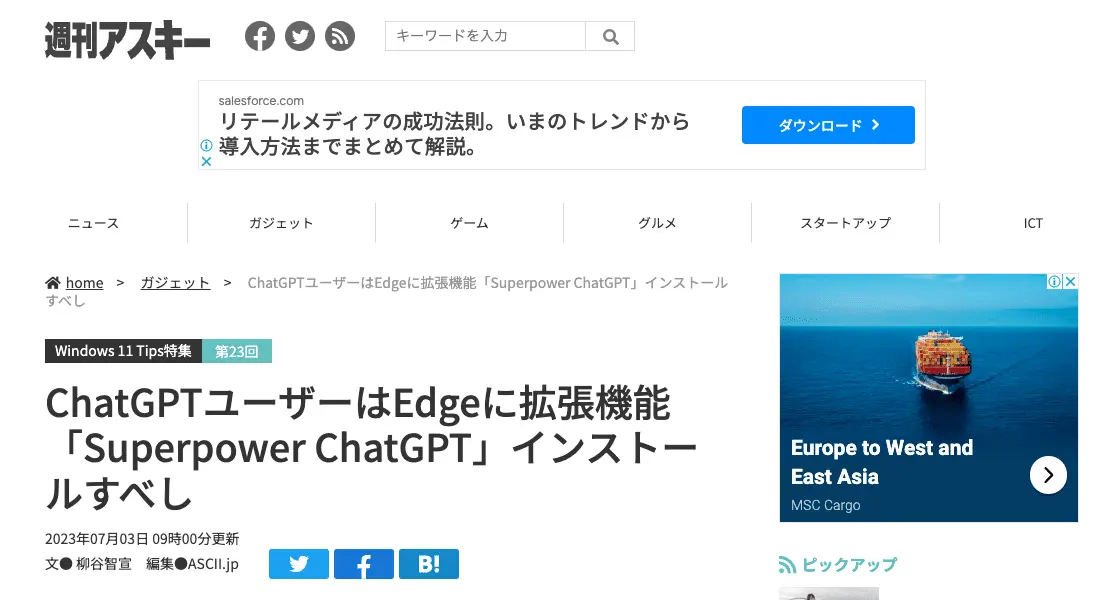 週刊アスキー
キーワードを入力
salesforce.com
リテールメディアの成功法則。いまのトレンドから
導入方法までまとめて解説。
ダウンロード
ニュース
ガジェット
ゲーム
グルメ
スタートアップ
ICT
home > ガジェット > ChatGPTユーザーはEdgeに拡張機能「Superpower ChatGPT」インストール
すべし
Windows 11 Tips特集 第23回
ChatGPTユーザーはEdgeに拡張機能
「Superpower ChatGPT」インストー
ルすべし
2023年07月03日 09時00分更新
文● 柳谷智宣 編集●ASCII.jp
B!
Europe to West and
East Asia
MSC Cargo
ピックアップ